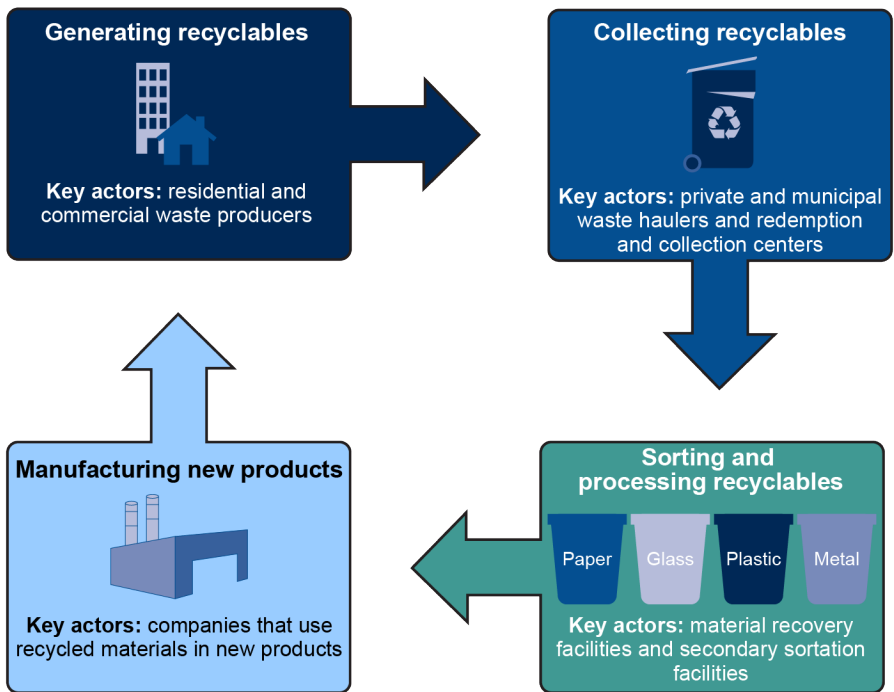 Generating recyclables
Key actors: residential and
commercial waste producers
Collecting recyclables
Key actors: private and municipal
waste haulers and redemption
and collection centers
Sorting and
processing recyclables
Paper
Glass
Plastic
Metal
Key actors: material recovery
facilities and secondary sortation
facilities
Manufacturing new products
Key actors: companies that use
recycled materials in new products